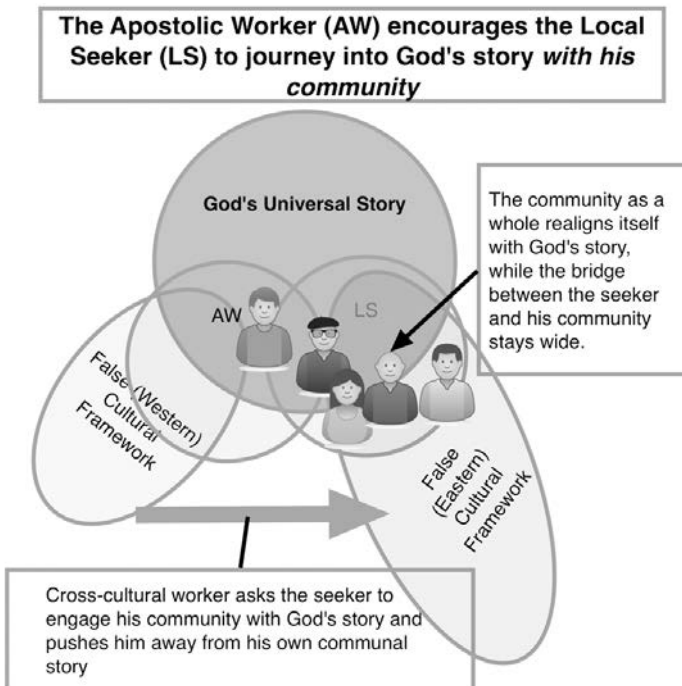 The Apostolic Worker (AW) encourages the Local
Seeker (LS) to journey into God's story with his
community
God's Universal Story
The community as a
whole realigns itself
with God's story,
while the bridge
between the seeker
and his community
stays wide.
AW
LS
False (Western)
Cultural
Framework
False
(Eastern)
Cultural
Framework
Cross-cultural worker asks the seeker to
engage his community with God's story and
pushes him away from his own communal
story